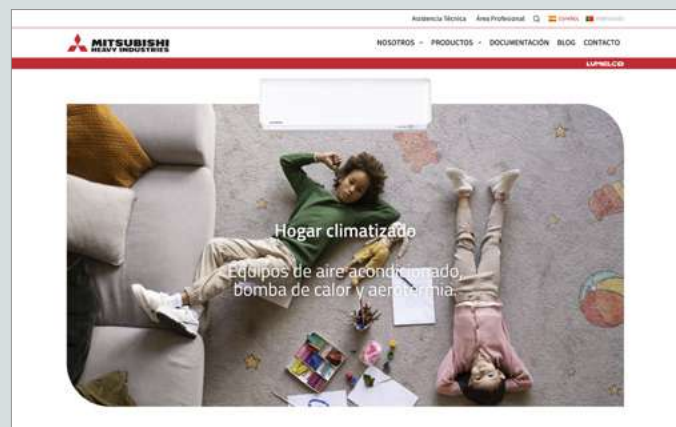 Asistencia Técnica Área Profesional ESPAÑOL
MITSUBISHI
HEAVY INDUSTRIES
NOSOTROS PRODUCTOS DOCUMENTACIÓN BLOG CONTACTO
LUMELCO
Hogar climatizado
Equipos de aire acondicionado,
bomba de calor y aerotermia.